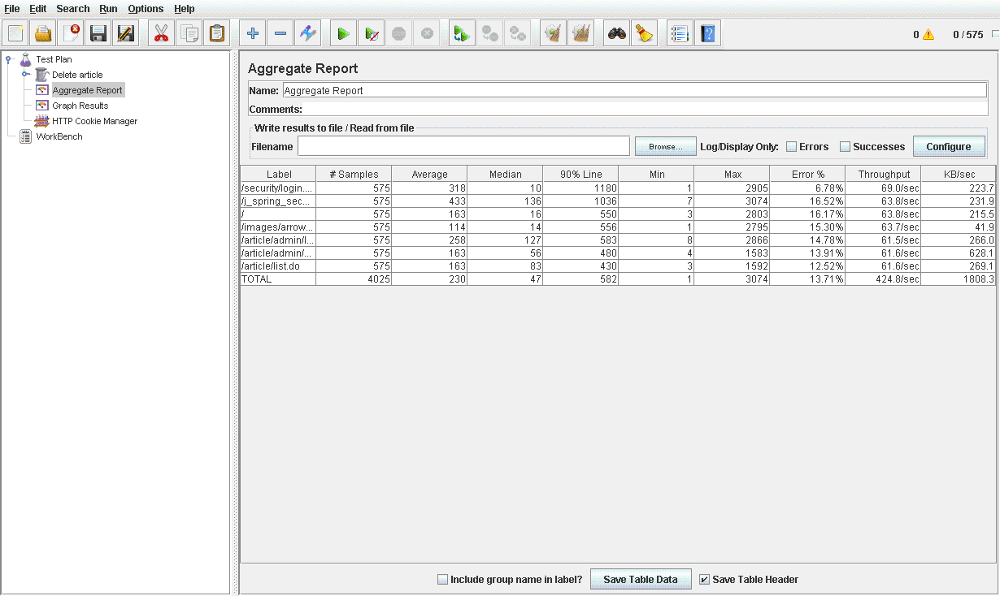 File Edit Search Run Options Help
0 0 / 575
Test Plan
Delete article
Aggregate Report
Graph Results
HTTP Cookie Manager
WorkBench
Aggregate Report
Name: Aggregate Report
Comments:
Write results to file / Read from file
Filename Browse... Log/Display Only: Errors Successes Configure
Label # Samples Average Median 90% Line Min Max Error % Throughput KB/sec
/security/login.... 575 318 10 1180 1 2905 6.78% 69.0/sec 223.7
/j_spring_sec... 575 433 136 1036 7 3074 16.52% 63.8/sec 231.9
/ 575 163 16 550 3 2803 16.17% 63.8/sec 215.5
/images/arrow... 575 114 14 556 1 2795 15.30% 63.7/sec 41.9
/article/admin/l... 575 258 127 583 8 2866 14.78% 61.5/sec 266.0
/article/admin/... 575 163 56 480 4 1583 13.91% 61.6/sec 628.1
/article/list.do 575 163 83 430 3 1592 12.52% 61.6/sec 269.1
TOTAL 4025 230 47 582 1 3074 13.71% 424.8/sec 1808.3
Include group name in label? Save Table Data Save Table Header